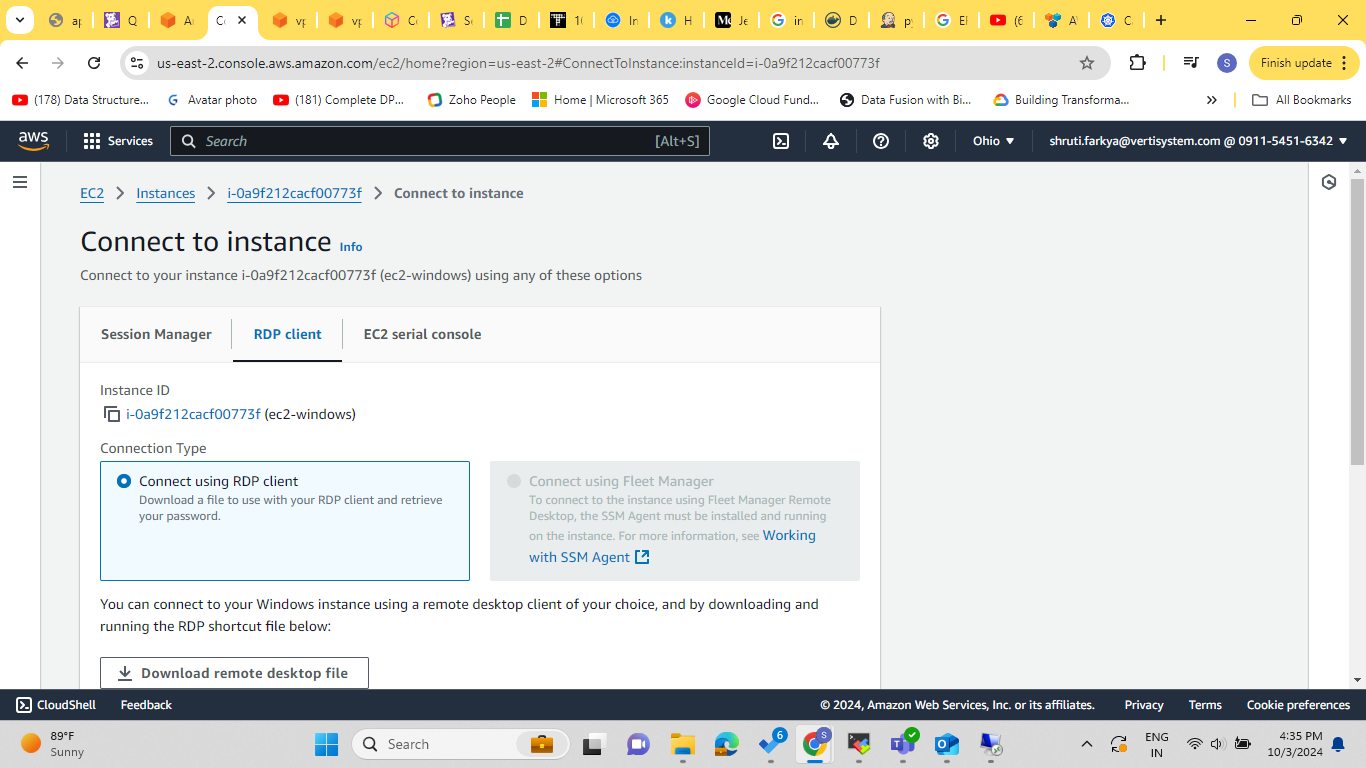 ap
Q
A
C
vp
vp
C
S
D
10
In
H
Je
in
D
p
El
(6
A
C
us-east-2.console.aws.amazon.com/ec2/home?region=us-east-2#ConnectToInstance:instanceId=i-0a9f212cacf00773f
S
Finish update
(178) Data Structure...
Avatar photo
(181) Complete DP...
Zoho People
Home | Microsoft 365
Google Cloud Fund...
Data Fusion with Bi...
Building Transforma...
All Bookmarks
aws
Services
Search
[Alt+S]
Ohio
shruti.farkya@vertisystem.com @ 0911-5451-6342
EC2 > Instances > i-0a9f212cacf00773f > Connect to instance
Connect to instance Info
Connect to your instance i-0a9f212cacf00773f (ec2-windows) using any of these options
Session Manager
RDP client
EC2 serial console
Instance ID
i-0a9f212cacf00773f (ec2-windows)
Connection Type
Connect using RDP client
Download a file to use with your RDP client and retrieve
your password.
Connect using Fleet Manager
To connect to the instance using Fleet Manager Remote
Desktop, the SSM Agent must be installed and running
on the instance. For more information, see Working
with SSM Agent
You can connect to your Windows instance using a remote desktop client of your choice, and by downloading and
running the RDP shortcut file below:
Download remote desktop file
CloudShell
Feedback
© 2024, Amazon Web Services, Inc. or its affiliates.
Privacy
Terms
Cookie preferences
89°F
Sunny
Search
6
S
ENG
IN
4:35 PM
10/3/2024